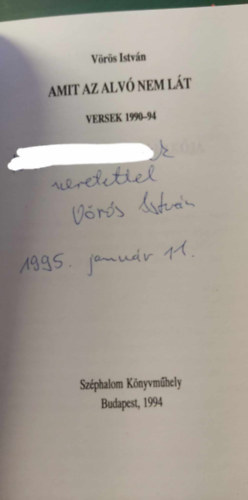 Vörös István
AMIT AZ ALVÓ NEM LÁT
VERSEK 1990–94
szeretettel
Vörös István
1995. január 11.
Széphalom Könyvműhely
Budapest, 1994